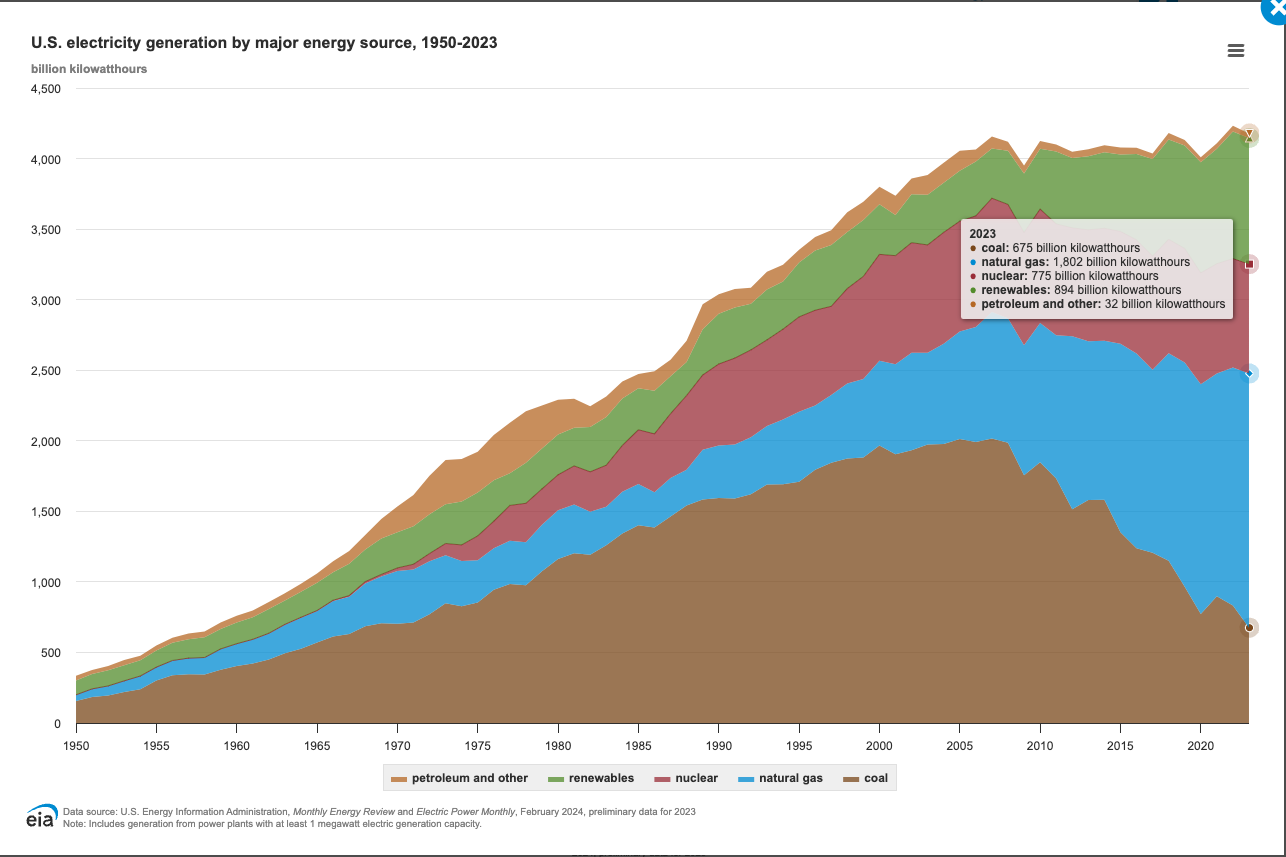 U.S. electricity generation by major energy source, 1950-2023
billion kilowatthours
4,500
4,000
3,500
3,000
2,500
2,000
1,500
1,000
500
0
2023
coal: 675 billion kilowatthours
natural gas: 1,802 billion kilowatthours
nuclear: 775 billion kilowatthours
renewables: 894 billion kilowatthours
petroleum and other: 32 billion kilowatthours
1950 1955 1960 1965 1970 1975 1980 1985 1990 1995 2000 2005 2010 2015 2020
petroleum and other renewables nuclear natural gas coal
eia
Data source: U.S. Energy Information Administration, Monthly Energy Review and Electric Power Monthly, February 2024, preliminary data for 2023
Note: Includes generation from power plants with at least 1 megawatt electric generation capacity.